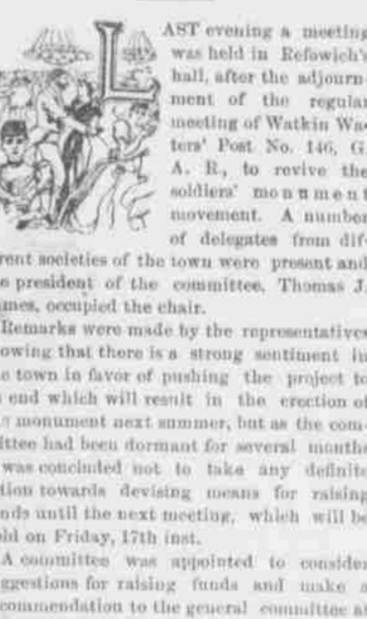 LAST evening a meeting
was held in Refowich's
hall, after the adjourn-
ment of the regular
meeting of Watkin Wa-
ters' Post No. 146, G.
A. R., to revive the
soldiers' monument
movement. A number
of delegates from dif-
rent societies of the town were present and
e president of the committee, Thomas J.
ames, occupied the chair.
Remarks were made by the representatives
owing that there is a strong sentiment in
e town in favor of pushing the project to
end which will result in the erection of
monument next summer, but as the com-
ittee had been dormant for several months
was concluded not to take any definite
tion towards devising means for raising
nds until the next meeting, which will be
ld on Friday, 17th inst.
A committee was appointed to consider
ggestions for raising funds and make a
commendation to the general committee at